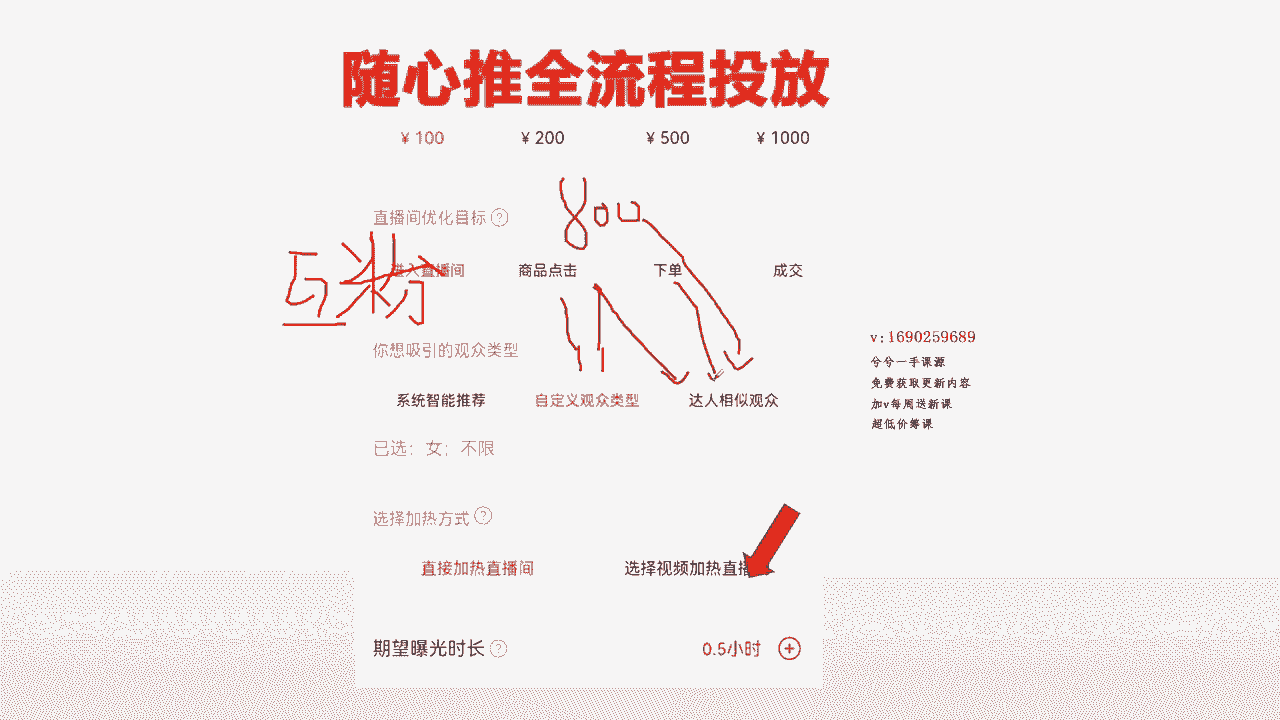 随心推全流程投放
¥ 100 ¥ 200 ¥ 500 ¥ 1000
800
直播间优化目标 ?
互粉
进入直播间 商品点击 下单 成交
你想吸引的观众类型
系统智能推荐 自定义观众类型 达人相似观众
已选：女；不限
选择加热方式 ?
直接加热直播间 选择视频加热直播
期望曝光时长 ? 0.5小时 +
v:1690259689
兮兮一手课源
免费获取更新内容
加v每周送新课
超低价筹课